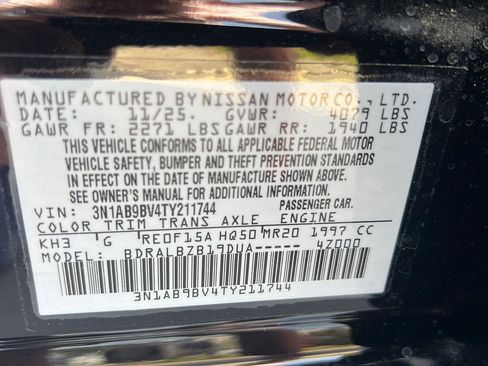 MANUFACTURED BY NISSAN MOTOR CO., LTD.
DATE: 11/25. GVWR: 4079 LBS
GAWR FR: 2271 LBS GAWR RR: 1940 LBS
THIS VEHICLE CONFORMS TO ALL APPLICABLE FEDERAL MOTOR
VEHICLE SAFETY, BUMPER AND THEFT PREVENTION STANDARDS
IN EFFECT ON THE DATE OF MANUFACTURE SHOWN ABOVE.
SEE OWNER'S MANUAL FOR ADDITIONAL INFORMATION.
VIN: 3N1AB9BV4TY211744 PASSENGER CAR.
COLOR TRIM TRANS AXLE ENGINE
KH3 G RE0F15A HQ50 MR20 1997 CC
BDRALBZB19DUA----- 4Z000
3N1AB9BV4TY211744